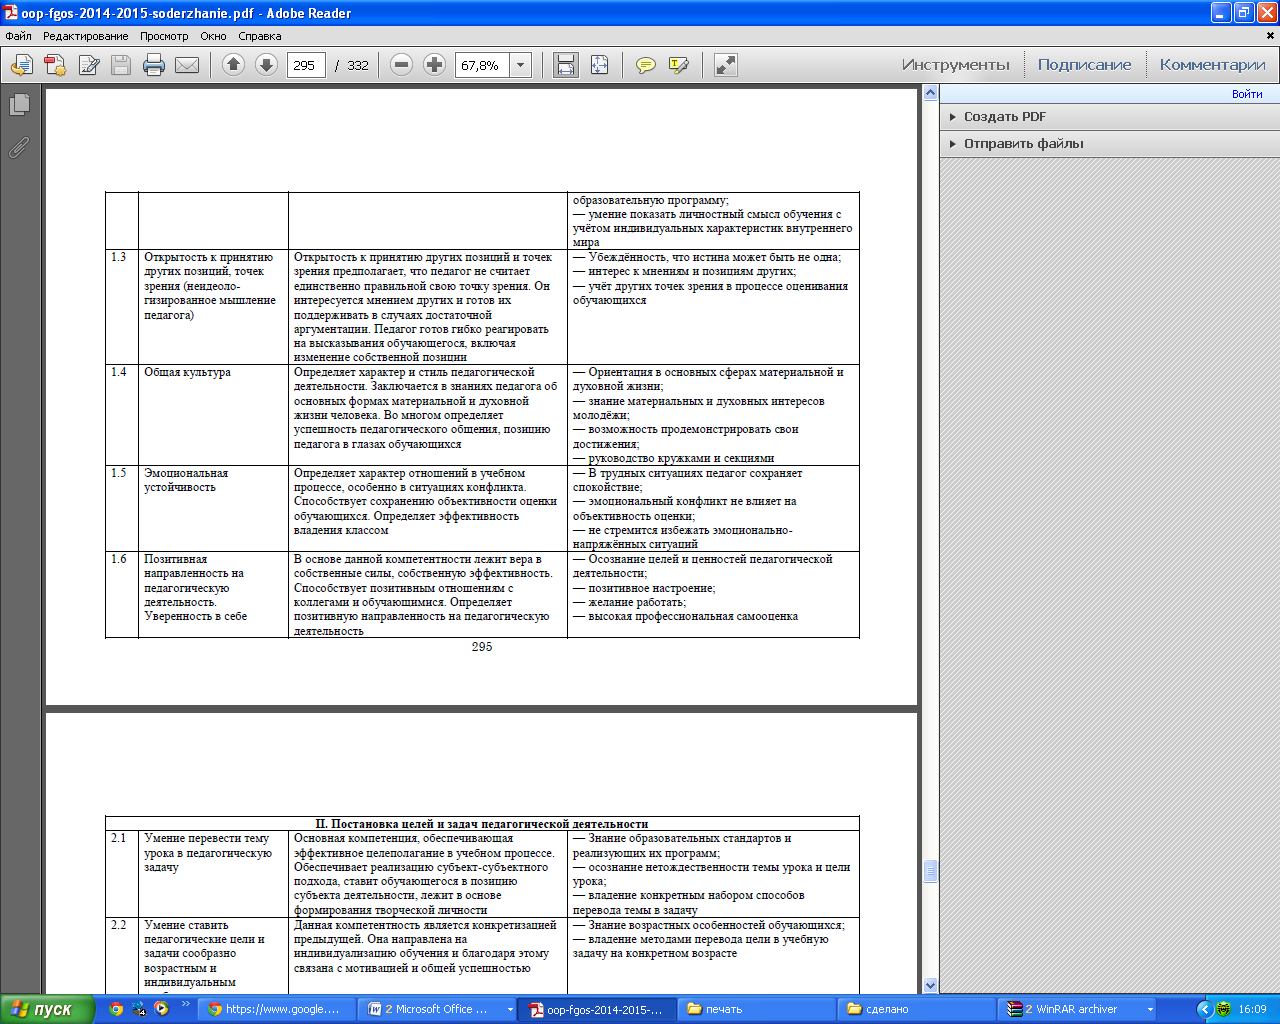 oop-fgos-2014-2015-soderzhanie.pdf - Adobe Reader
Файл Редактирование Просмотр Окно Справка
295 / 332 67,8% Инструменты Подписание Комментарии
Войти
Создать PDF
Отправить файлы
образовательную программу;
— умение показать личностный смысл обучения с
учётом индивидуальных характеристик внутреннего
мира
1.3
Открытость к принятию
других позиций, точек
зрения (неидеоло-
гизированное мышление
педагога)
Открытость к принятию других позиций и точек
зрения предполагает, что педагог не считает
единственно правильной свою точку зрения. Он
интересуется мнением других и готов их
поддерживать в случаях достаточной
аргументации. Педагог готов гибко реагировать
на высказывания обучающегося, включая
изменение собственной позиции
— Убеждённость, что истина может быть не одна;
— интерес к мнениям и позициям других;
— учёт других точек зрения в процессе оценивания
обучающихся
1.4
Общая культура
Определяет характер и стиль педагогической
деятельности. Заключается в знаниях педагога об
основных формах материальной и духовной
жизни человека. Во многом определяет
успешность педагогического общения, позицию
педагога в глазах обучающихся
— Ориентация в основных сферах материальной и
духовной жизни;
— знание материальных и духовных интересов
молодёжи;
— возможность продемонстрировать свои
достижения;
— руководство кружками и секциями
1.5
Эмоциональная
устойчивость
Определяет характер отношений в учебном
процессе, особенно в ситуациях конфликта.
Способствует сохранению объективности оценки
обучающихся. Определяет эффективность
владения классом
— В трудных ситуациях педагог сохраняет
спокойствие;
— эмоциональный конфликт не влияет на
объективность оценки;
— не стремится избежать эмоционально-
напряжённых ситуаций
1.6
Позитивная
направленность на
педагогическую
деятельность.
Уверенность в себе
В основе данной компетентности лежит вера в
собственные силы, собственную эффективность.
Способствует позитивным отношениям с
коллегами и обучающимися. Определяет
позитивную направленность на педагогическую
деятельность
— Осознание целей и ценностей педагогической
деятельности;
— позитивное настроение;
— желание работать;
— высокая профессиональная самооценка
295
II. Постановка целей и задач педагогической деятельности
2.1
Умение перевести тему
урока в педагогическую
задачу
Основная компетенция, обеспечивающая
эффективное целеполагание в учебном процессе.
Обеспечивает реализацию субъект-субъектного
подхода, ставит обучающегося в позицию
субъекта деятельности, лежит в основе
формирования творческой личности
— Знание образовательных стандартов и
реализующих их программ;
— осознание нетождественности темы урока и цели
урока;
— владение конкретным набором способов
перевода темы в задачу
2.2
Умение ставить
педагогические цели и
задачи сообразно
возрастным и
индивидуальным
Данная компетентность является конкретизацией
предыдущей. Она направлена на
индивидуализацию обучения и благодаря этому
связана с мотивацией и общей успешностью
— Знание возрастных особенностей обучающихся;
— владение методами перевода цели в учебную
задачу на конкретном возрасте
пуск https://www.google.... 2 Microsoft Office ... oop-fgos-2014-2015-... печать сделано 2 WinRAR archiver 16:09